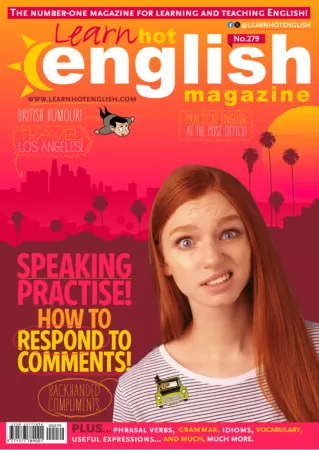 THE NUMBER-ONE MAGAZINE FOR LEARNING AND TEACHING ENGLISH!
@LEARNHOTENGLISH
Learn hot
No.279
english
magazine
WWW.LEARNHOTENGLISH.COM
BRITISH HUMOUR!
TRAVEL
LOS ANGELES!
PRACTICAL ENGLISH
AT THE POST OFFICE!
SPEAKING
PRACTISE!
HOW TO
RESPOND TO
COMMENTS!
BACKHANDED
COMPLIMENTS
PLUS... PHRASAL VERBS, GRAMMAR, IDIOMS, VOCABULARY,
USEFUL EXPRESSIONS... AND MUCH, MUCH MORE.